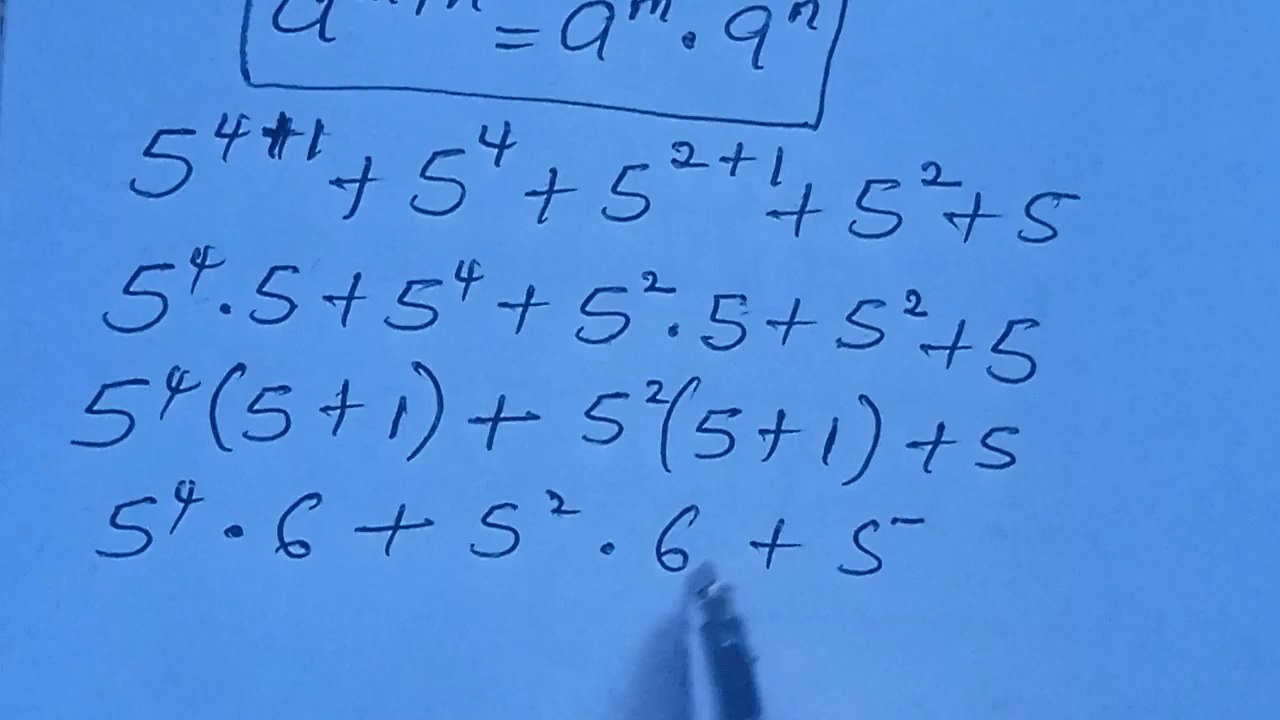 a^{m+n} = a^m · a^n
5^{4+1} + 5^4 + 5^{2+1} + 5^2 + 5
5^4 · 5 + 5^4 + 5^2 · 5 + 5^2 + 5
5^4 (5 + 1) + 5^2 (5 + 1) + 5
5^4 · 6 + 5^2 · 6 + 5